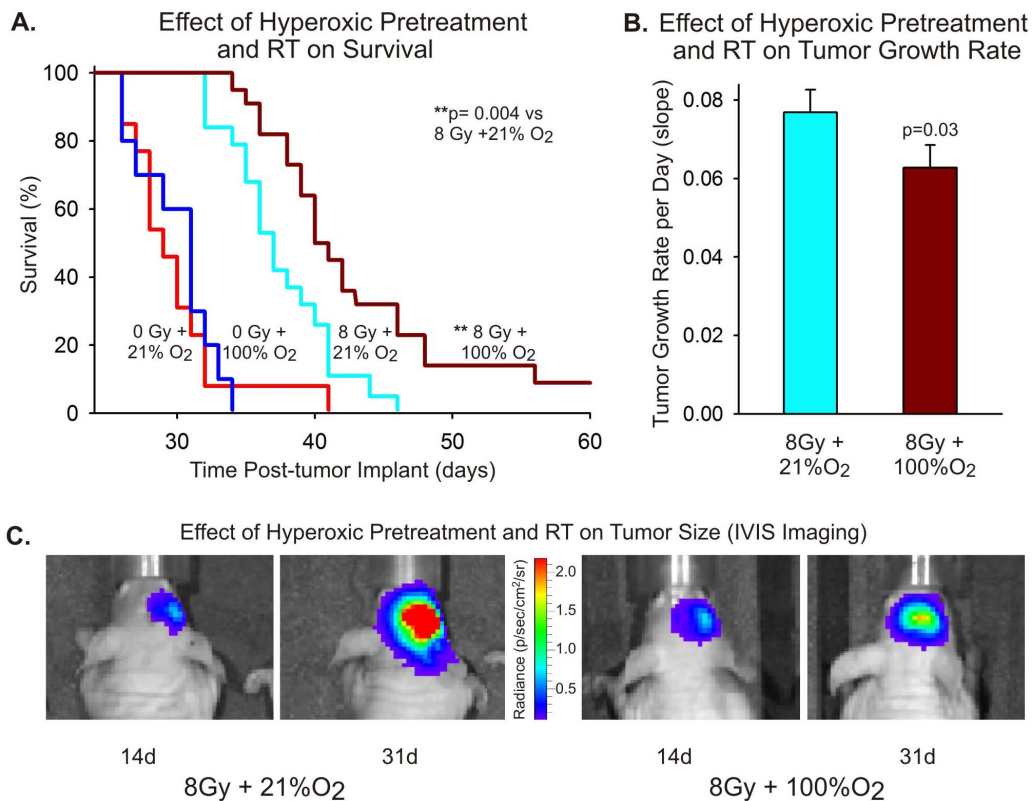 A.
Effect of Hyperoxic Pretreatment
and RT on Survival
100
80
60
40
20
0
Survival (%)
**p= 0.004 vs
8 Gy +21% O2
0 Gy +
21% O2
0 Gy +
100% O2
8 Gy +
21% O2
** 8 Gy +
100% O2
30
40
50
60
Time Post-tumor Implant (days)
B.
Effect of Hyperoxic Pretreatment
and RT on Tumor Growth Rate
Tumor Growth Rate per Day (slope)
0.08
0.06
0.04
0.02
0.00
p=0.03
8Gy +
21%O2
8Gy +
100%O2
C.
Effect of Hyperoxic Pretreatment and RT on Tumor Size (IVIS Imaging)
Radiance (p/sec/cm²/sr)
2.0
1.5
1.0
0.5
14d
31d
14d
31d
8Gy + 21%O2
8Gy + 100%O2